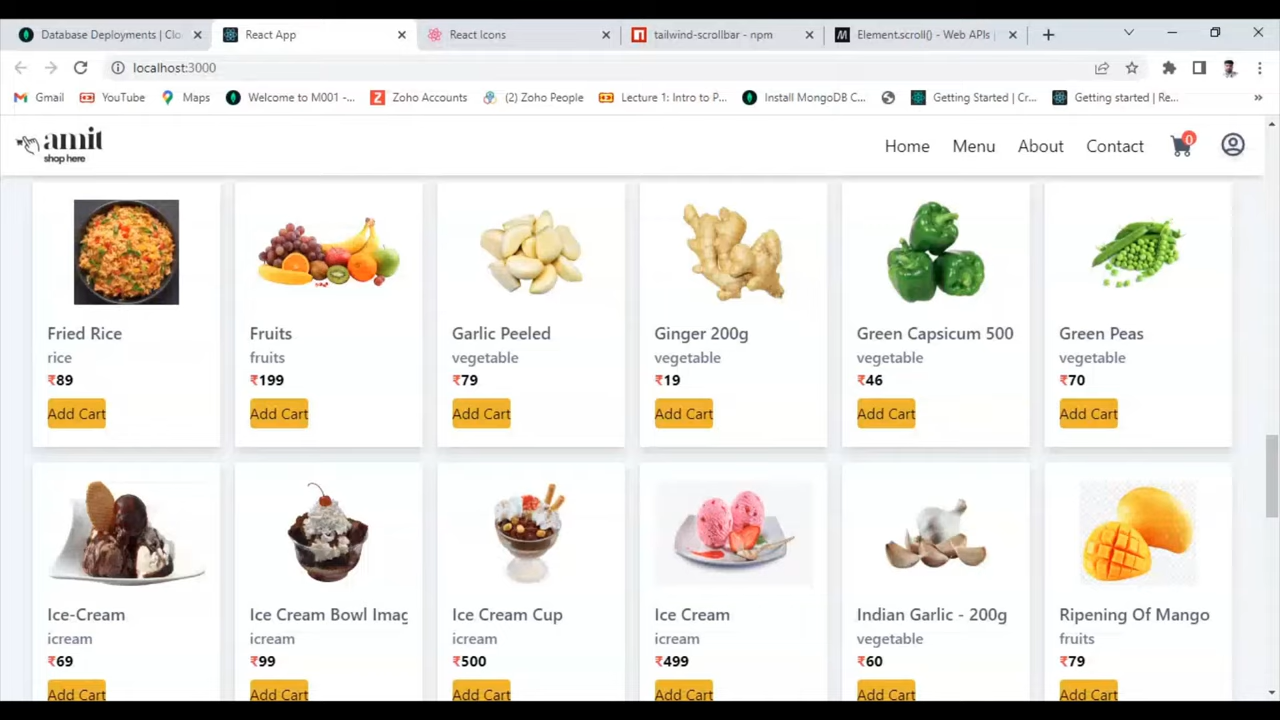 Database Deployments | Clo
React App
React Icons
tailwind-scrollbar - npm
Element.scroll() - Web APIs |
localhost:3000
Gmail
YouTube
Maps
Welcome to M001 -...
Zoho Accounts
(2) Zoho People
Lecture 1: Intro to P...
Install MongoDB C...
Getting Started | Cr...
Getting started | Re...
»
amit
shop here
Home
Menu
About
Contact
0
Fried Rice
rice
₹89
Add Cart
Fruits
fruits
₹199
Add Cart
Garlic Peeled
vegetable
₹79
Add Cart
Ginger 200g
vegetable
₹19
Add Cart
Green Capsicum 500
vegetable
₹46
Add Cart
Green Peas
vegetable
₹70
Add Cart
Ice-Cream
icream
₹69
Add Cart
Ice Cream Bowl Imag
icream
₹99
Add Cart
Ice Cream Cup
icream
₹500
Add Cart
Ice Cream
icream
₹499
Add Cart
Indian Garlic - 200g
vegetable
₹60
Add Cart
Ripening Of Mango
fruits
₹79
Add Cart